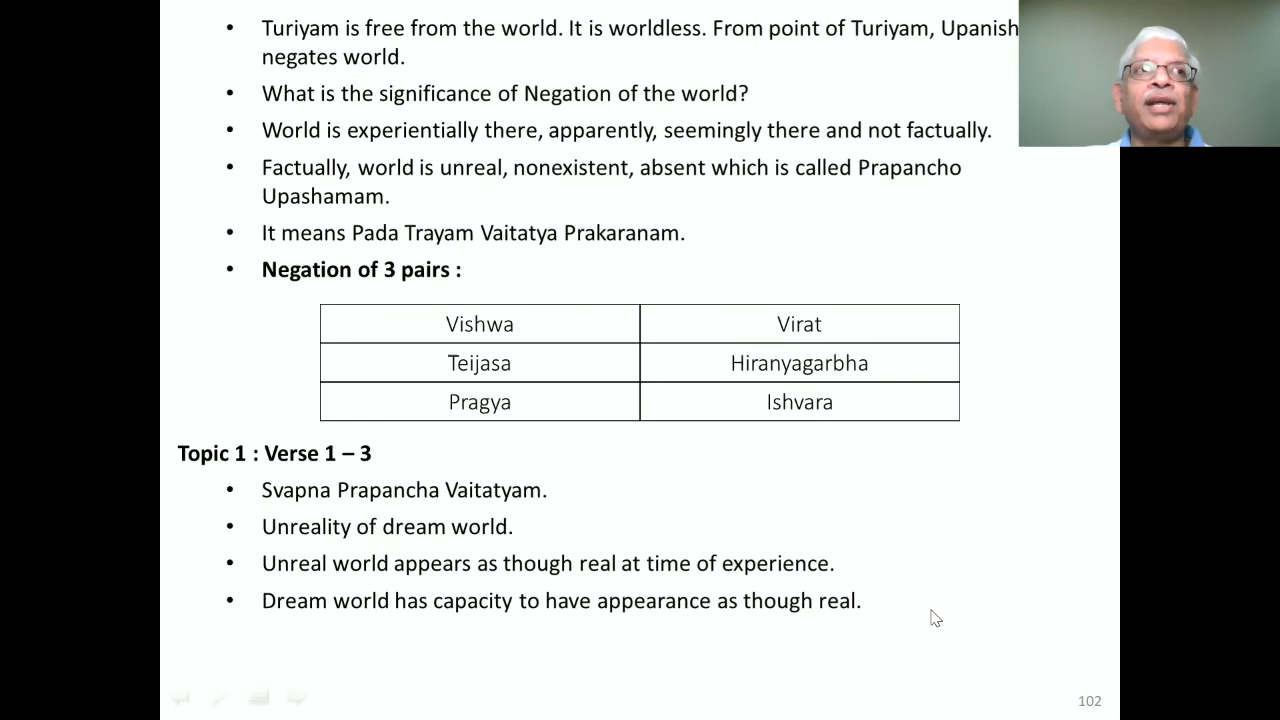 • Turiyam is free from the world. It is worldless. From point of Turiyam, Upanish
negates world.
• What is the significance of Negation of the world?
• World is experientially there, apparently, seemingly there and not factually.
• Factually, world is unreal, nonexistent, absent which is called Prapancho
Upashamam.
• It means Pada Trayam Vaitatya Prakaranam.
• Negation of 3 pairs :
Vishwa Virat
Teijasa Hiranyagarbha
Pragya Ishvara
Topic 1 : Verse 1 – 3
• Svapna Prapancha Vaitatyam.
• Unreality of dream world.
• Unreal world appears as though real at time of experience.
• Dream world has capacity to have appearance as though real.
102